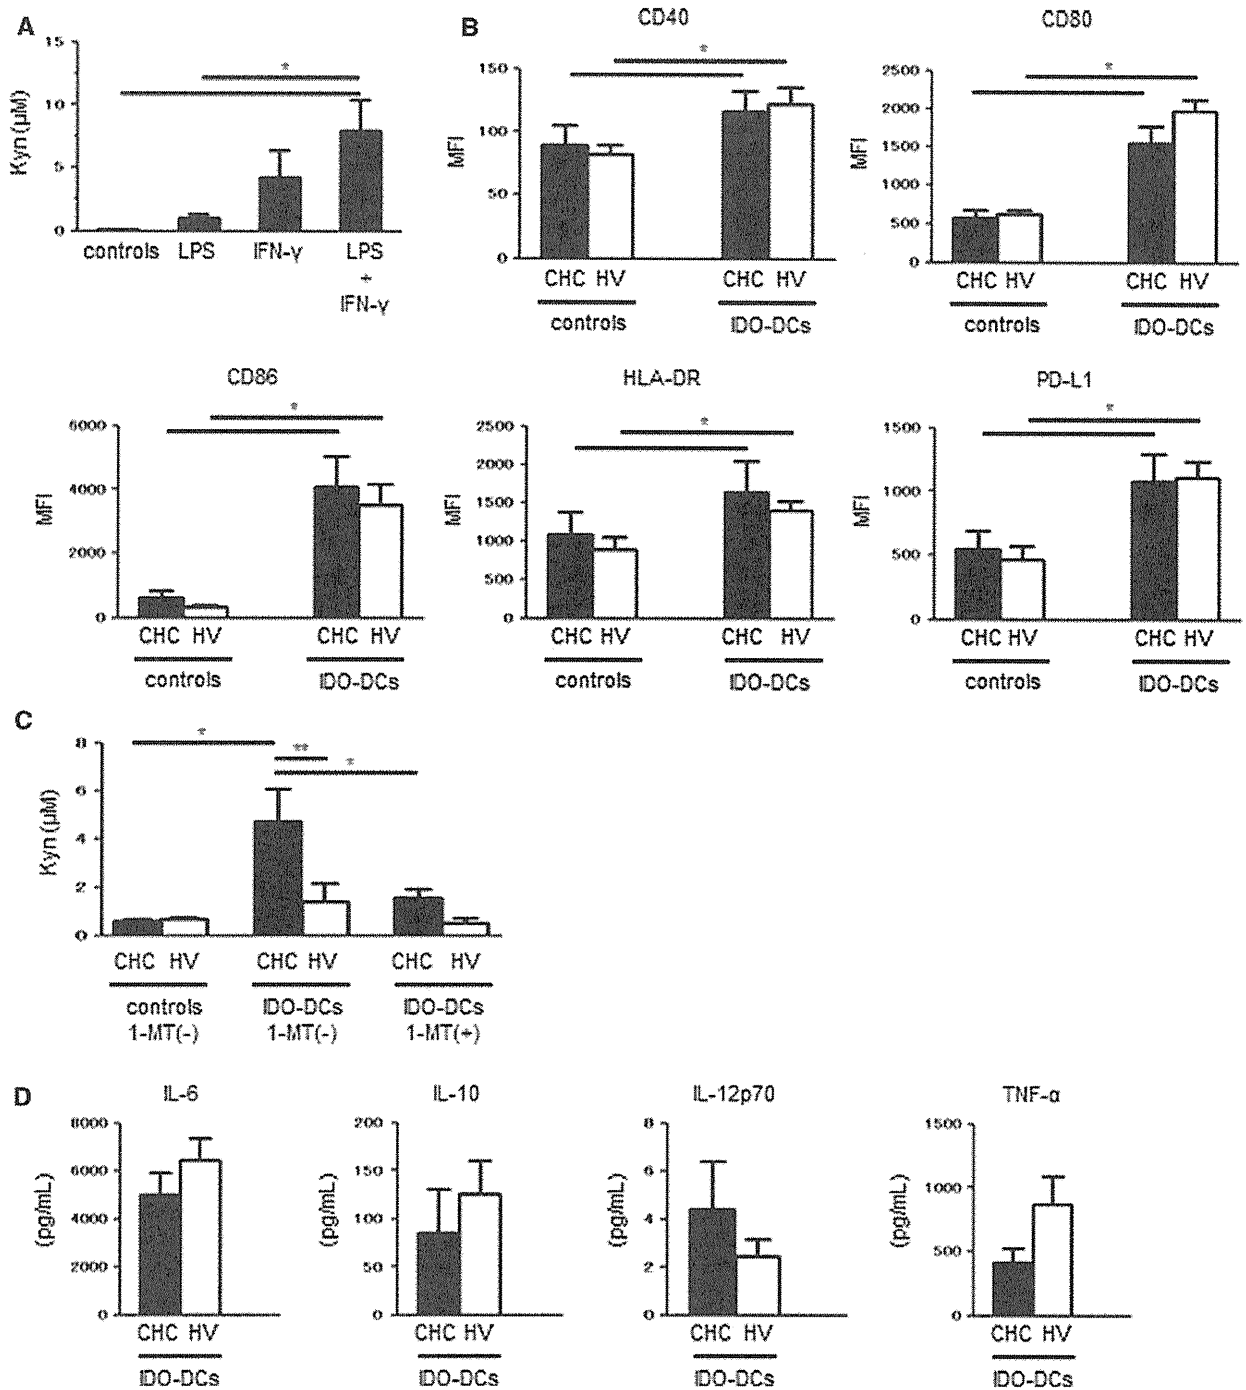 A
15
10
5
0
Kyn (μM)
*
*
controls LPS IFN-γ LPS
+
IFN-γ
B
CD40
150
100
50
0
MFI
*
CHC HV CHC HV
controls IDO-DCs
CD80
2500
2000
1500
1000
500
0
MFI
*
CHC HV CHC HV
controls IDO-DCs
CD86
6000
4000
2000
0
MFI
*
CHC HV CHC HV
controls IDO-DCs
HLA-DR
2500
2000
1500
1000
500
0
MFI
*
CHC HV CHC HV
controls IDO-DCs
PD-L1
1500
1000
500
0
MFI
*
CHC HV CHC HV
controls IDO-DCs
C
8
6
4
2
0
Kyn (μM)
*
**
*
CHC HV CHC HV CHC HV
controls IDO-DCs IDO-DCs
1-MT(-) 1-MT(-) 1-MT(+)
D
IL-6
8000
6000
4000
2000
0
(pg/mL)
CHC HV
IDO-DCs
IL-10
200
150
100
50
0
(pg/mL)
CHC HV
IDO-DCs
IL-12p70
8
6
4
2
0
(pg/mL)
CHC HV
IDO-DCs
TNF-α
1500
1000
500
0
(pg/mL)
CHC HV
IDO-DCs